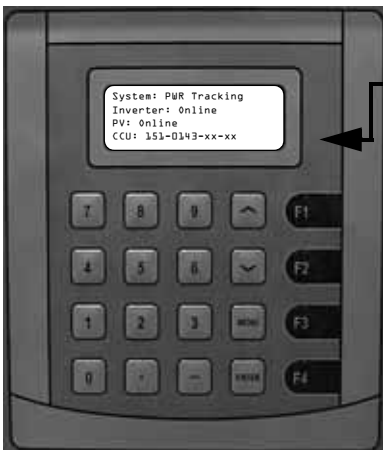 System: PWR Tracking
Inverter: Online
PV: Online
CCU: 151-0143-xx-xx
7 8 9 F1
4 5 6 F2
1 2 3 MENU F3
0 . - ENTER F4